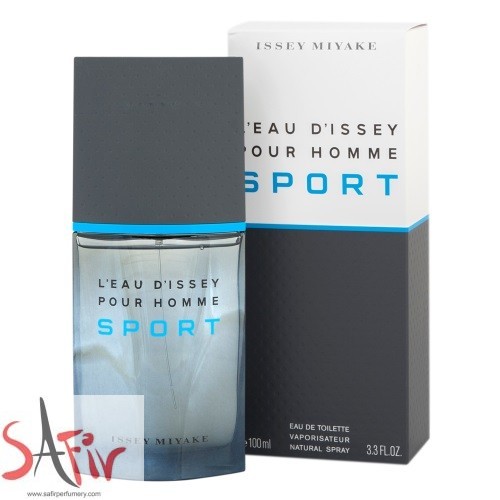 ISSEY MIYAKE
L'EAU D'ISSEY
POUR HOMME
SPORT
L'EAU D'ISSEY
POUR HOMME
SPORT
ISSEY MIYAKE
100 ml
EAU DE TOILETTE
VAPORISATEUR
NATURAL SPRAY
3.3 FL.OZ.
SAFir
www.safirperfumery.com